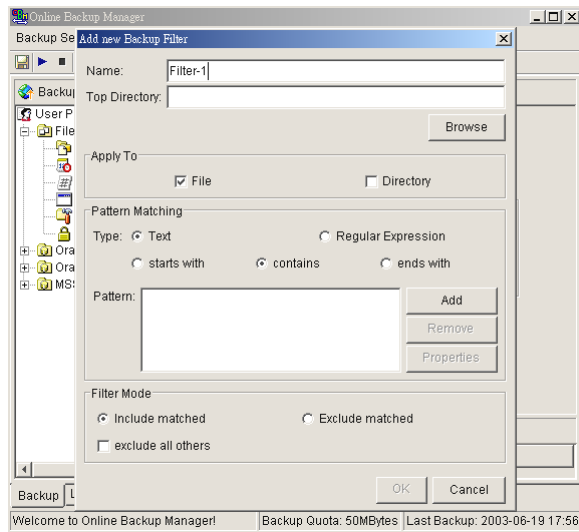 Online Backup Manager
Backup Se
Add new Backup Filter
Name: Filter-1
Top Directory:
Browse
Backup
User P
File
Ora
Ora
MSS
Apply To
File Directory
Pattern Matching
Type: Text Regular Expression
starts with contains ends with
Pattern:
Add
Remove
Properties
Filter Mode
Include matched Exclude matched
exclude all others
OK Cancel
Backup L
Welcome to Online Backup Manager! Backup Quota: 50MBytes Last Backup: 2003-06-19 17:56